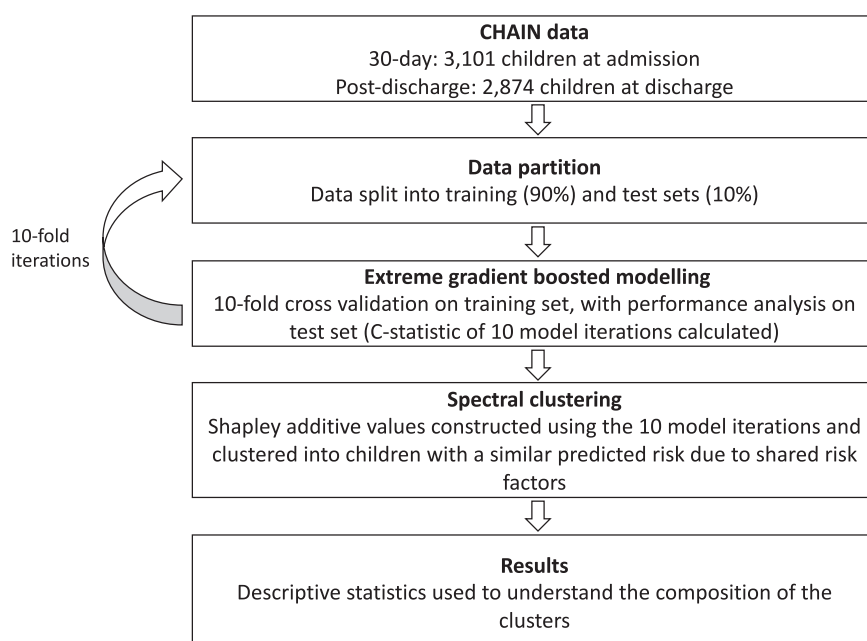 CHAIN data
30-day: 3,101 children at admission
Post-discharge: 2,874 children at discharge
Data partition
Data split into training (90%) and test sets (10%)
10-fold
iterations
Extreme gradient boosted modelling
10-fold cross validation on training set, with performance analysis on
test set (C-statistic of 10 model iterations calculated)
Spectral clustering
Shapley additive values constructed using the 10 model iterations and
clustered into children with a similar predicted risk due to shared risk
factors
Results
Descriptive statistics used to understand the composition of the
clusters